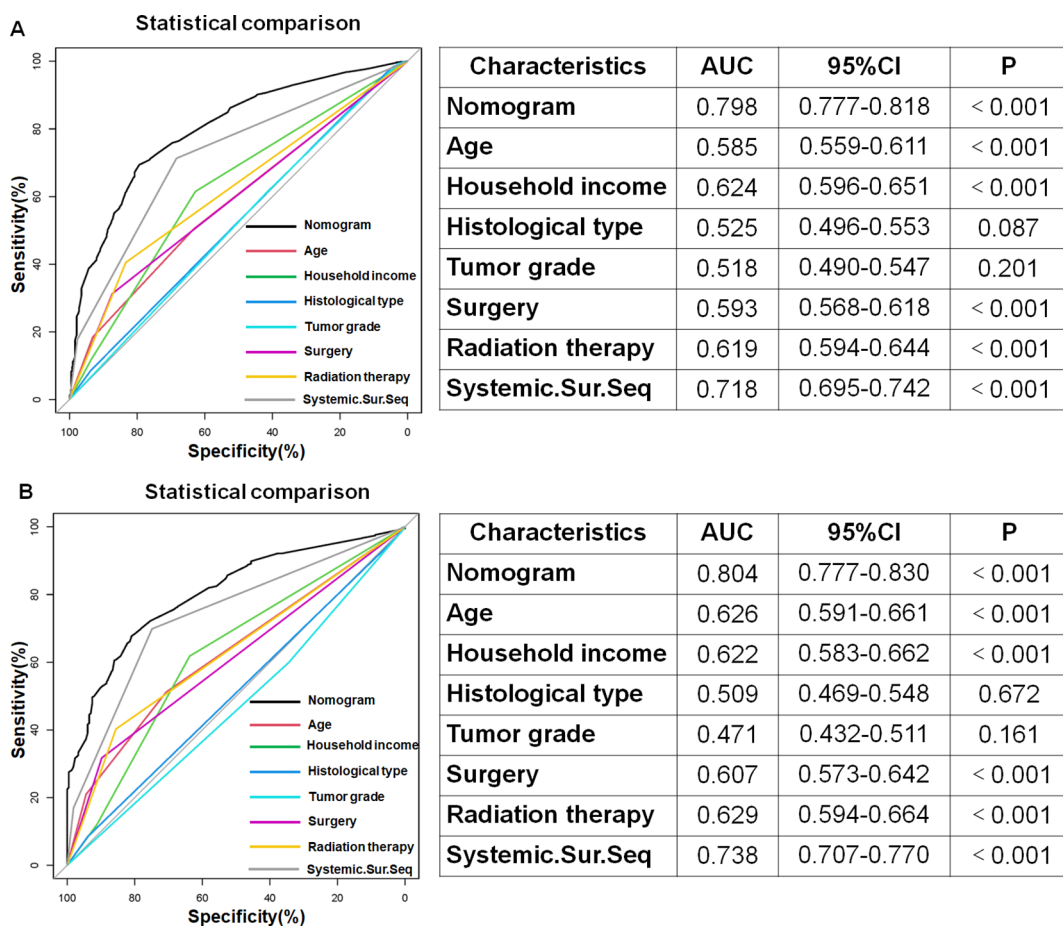 A
Statistical comparison
Sensitivity(%)
100
80
60
40
20
0
Nomogram
Age
Household income
Histological type
Tumor grade
Surgery
Radiation therapy
Systemic.Sur.Seq
100 80 60 40 20 0
Specificity(%)
Characteristics AUC 95%CI P
Nomogram 0.798 0.777-0.818 < 0.001
Age 0.585 0.559-0.611 < 0.001
Household income 0.624 0.596-0.651 < 0.001
Histological type 0.525 0.496-0.553 0.087
Tumor grade 0.518 0.490-0.547 0.201
Surgery 0.593 0.568-0.618 < 0.001
Radiation therapy 0.619 0.594-0.644 < 0.001
Systemic.Sur.Seq 0.718 0.695-0.742 < 0.001
B
Statistical comparison
Sensitivity(%)
100
80
60
40
20
0
Nomogram
Age
Household income
Histological type
Tumor grade
Surgery
Radiation therapy
Systemic.Sur.Seq
100 80 60 40 20 0
Specificity(%)
Characteristics AUC 95%CI P
Nomogram 0.804 0.777-0.830 < 0.001
Age 0.626 0.591-0.661 < 0.001
Household income 0.622 0.583-0.662 < 0.001
Histological type 0.509 0.469-0.548 0.672
Tumor grade 0.471 0.432-0.511 0.161
Surgery 0.607 0.573-0.642 < 0.001
Radiation therapy 0.629 0.594-0.664 < 0.001
Systemic.Sur.Seq 0.738 0.707-0.770 < 0.001